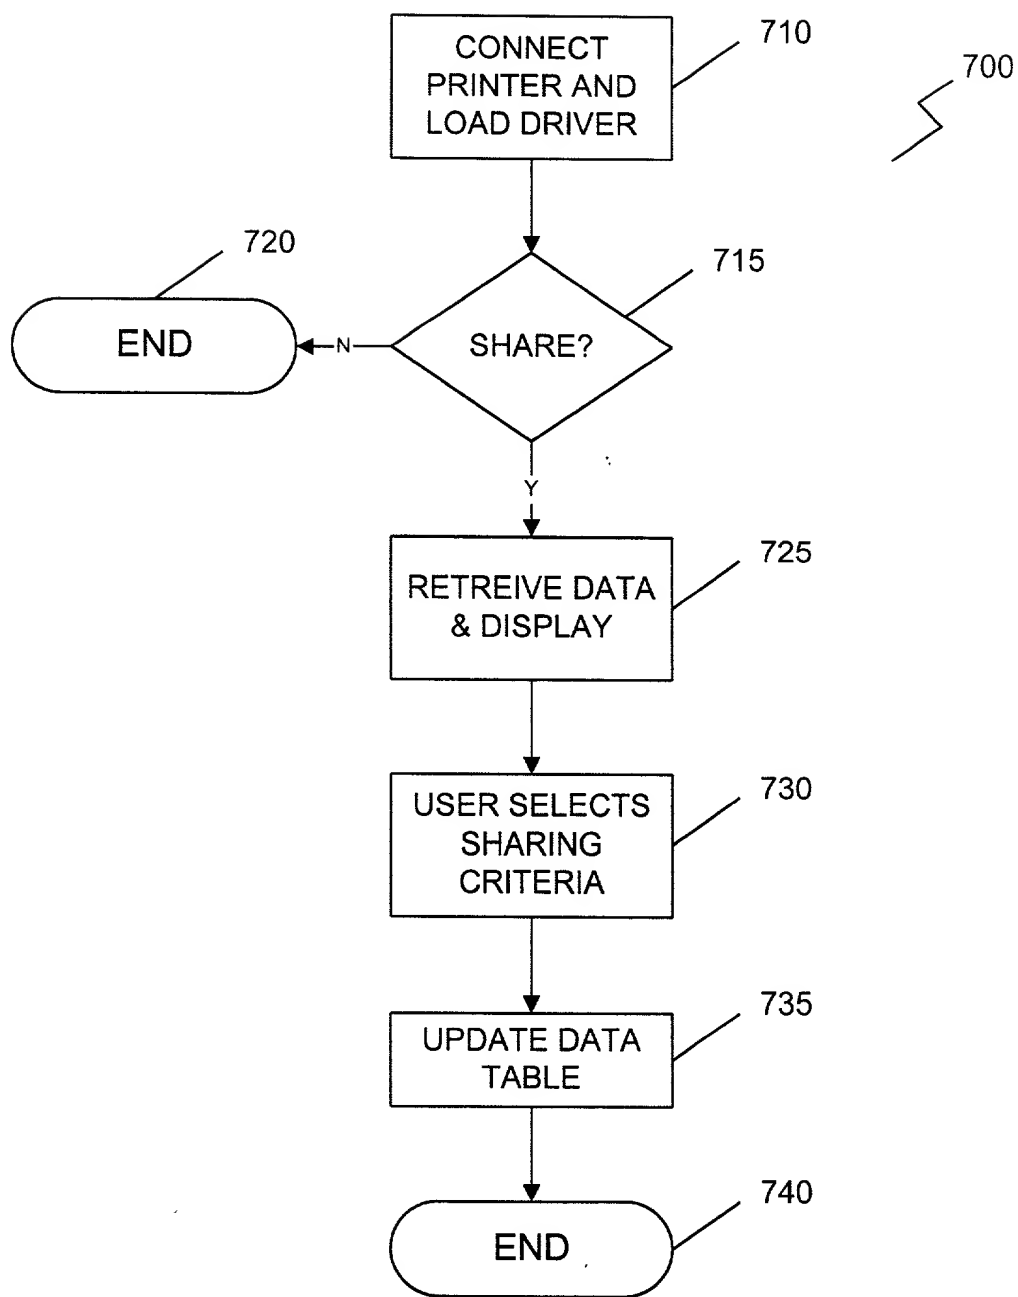 710
CONNECT
PRINTER AND
LOAD DRIVER
700
720
715
END
N
SHARE?
Y
725
RETREIVE DATA
& DISPLAY
730
USER SELECTS
SHARING
CRITERIA
735
UPDATE DATA
TABLE
740
END